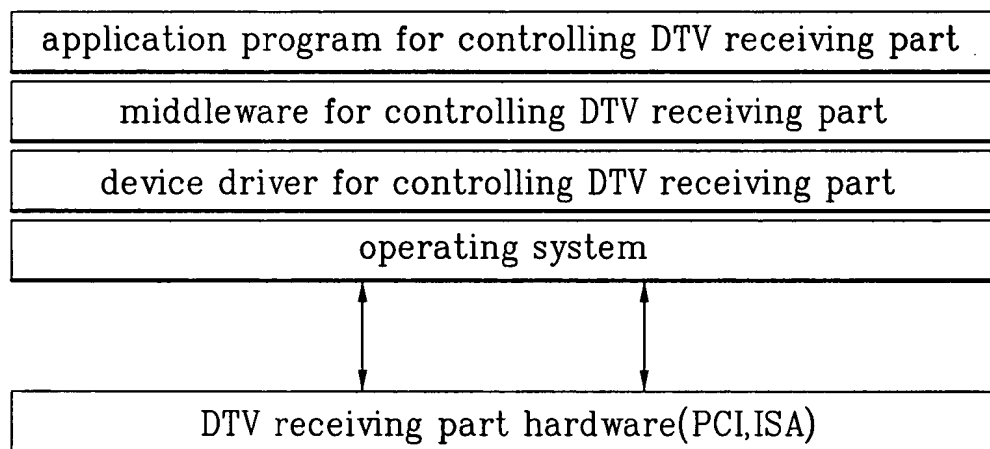 application program for controlling DTV receiving part
middleware for controlling DTV receiving part
device driver for controlling DTV receiving part
operating system
DTV receiving part hardware(PCI,ISA)